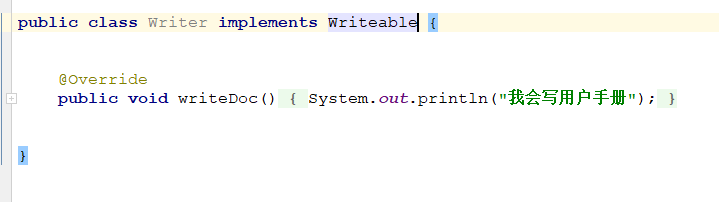 public class Writer implements Writeable {
@Override
public void writeDoc() { System.out.println("我会写用户手册"); }
}